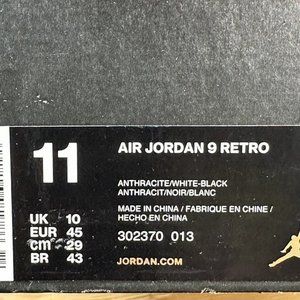 11
AIR JORDAN 9 RETRO
ANTHRACITE/WHITE-BLACK
ANTHRACIT/NOIR/BLANC
MADE IN CHINA / FABRIQUE EN CHINE /
HECHO EN CHINA
UK 10
EUR 45
cm 29
BR 43
302370 013
JORDAN.COM